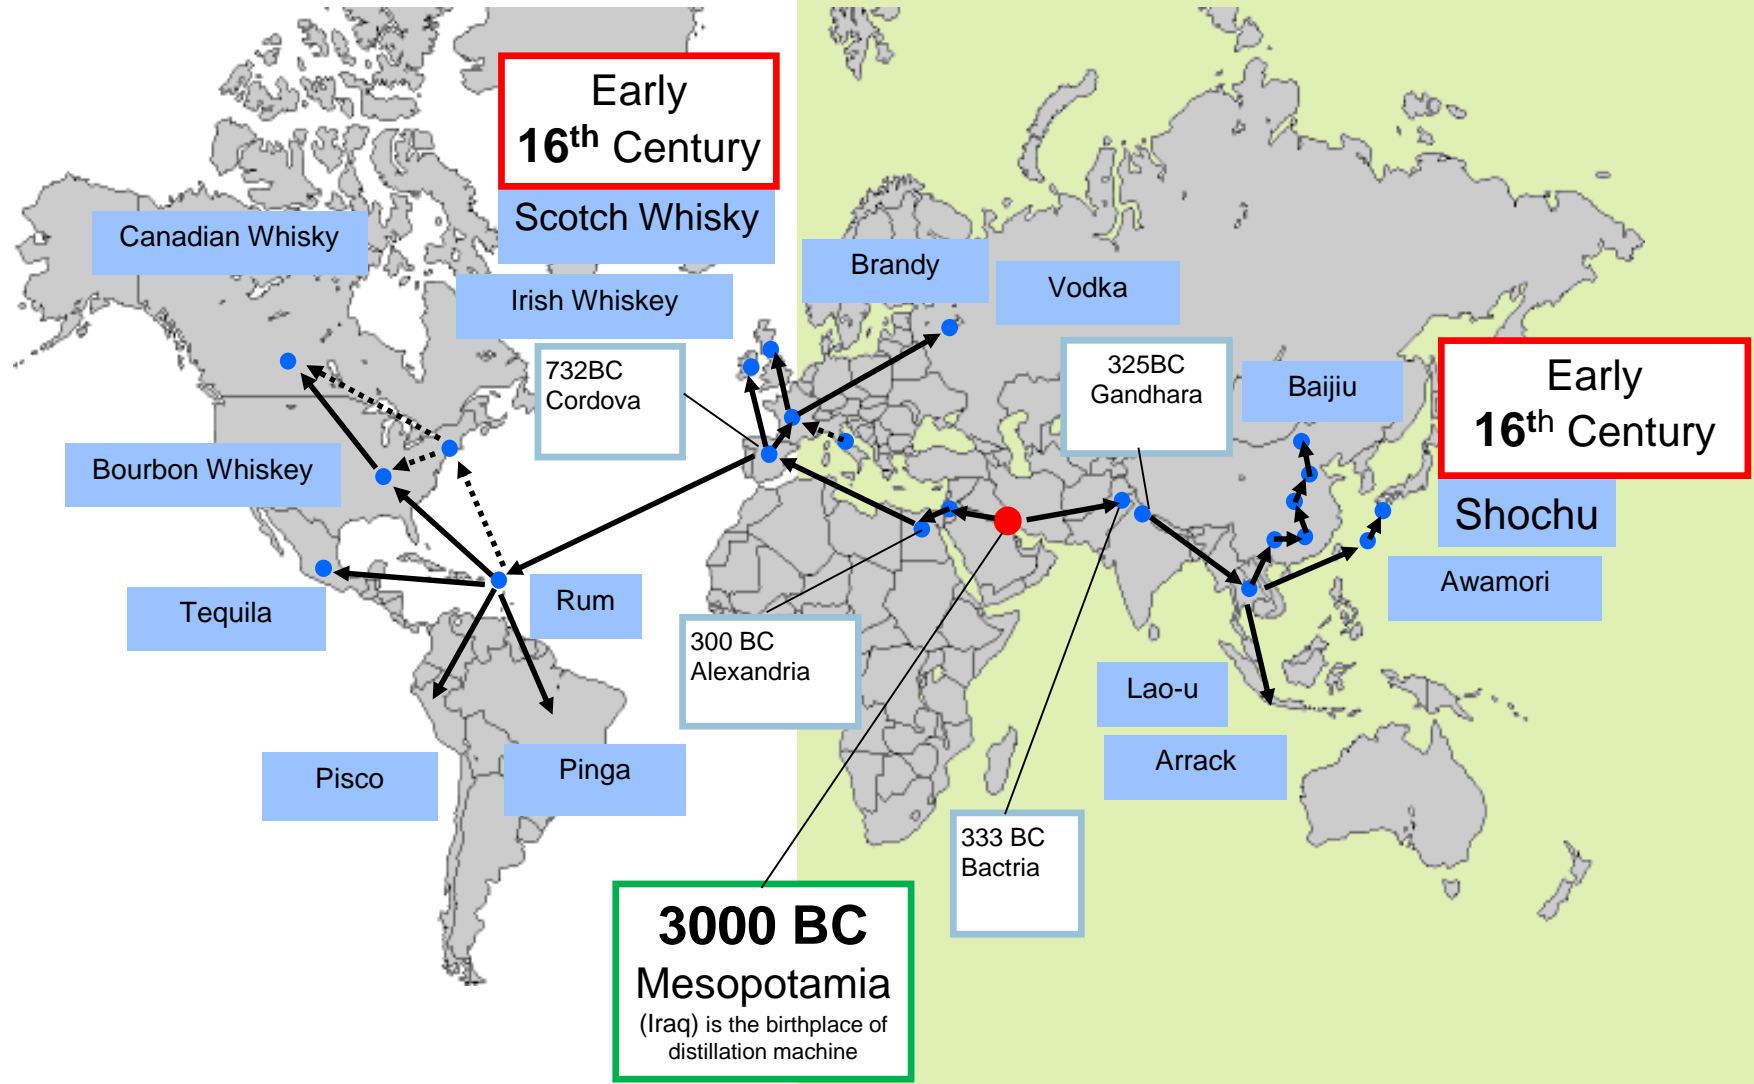 Early
16th Century
Scotch Whisky
Canadian Whisky
Irish Whiskey
Brandy
Vodka
732BC
Cordova
325BC
Gandhara
Baijiu
Early
16th Century
Bourbon Whiskey
Shochu
Awamori
Tequila
Rum
300 BC
Alexandria
Lao-u
Arrack
Pisco
Pinga
333 BC
Bactria
3000 BC
Mesopotamia
(Iraq) is the birthplace of
distillation machine